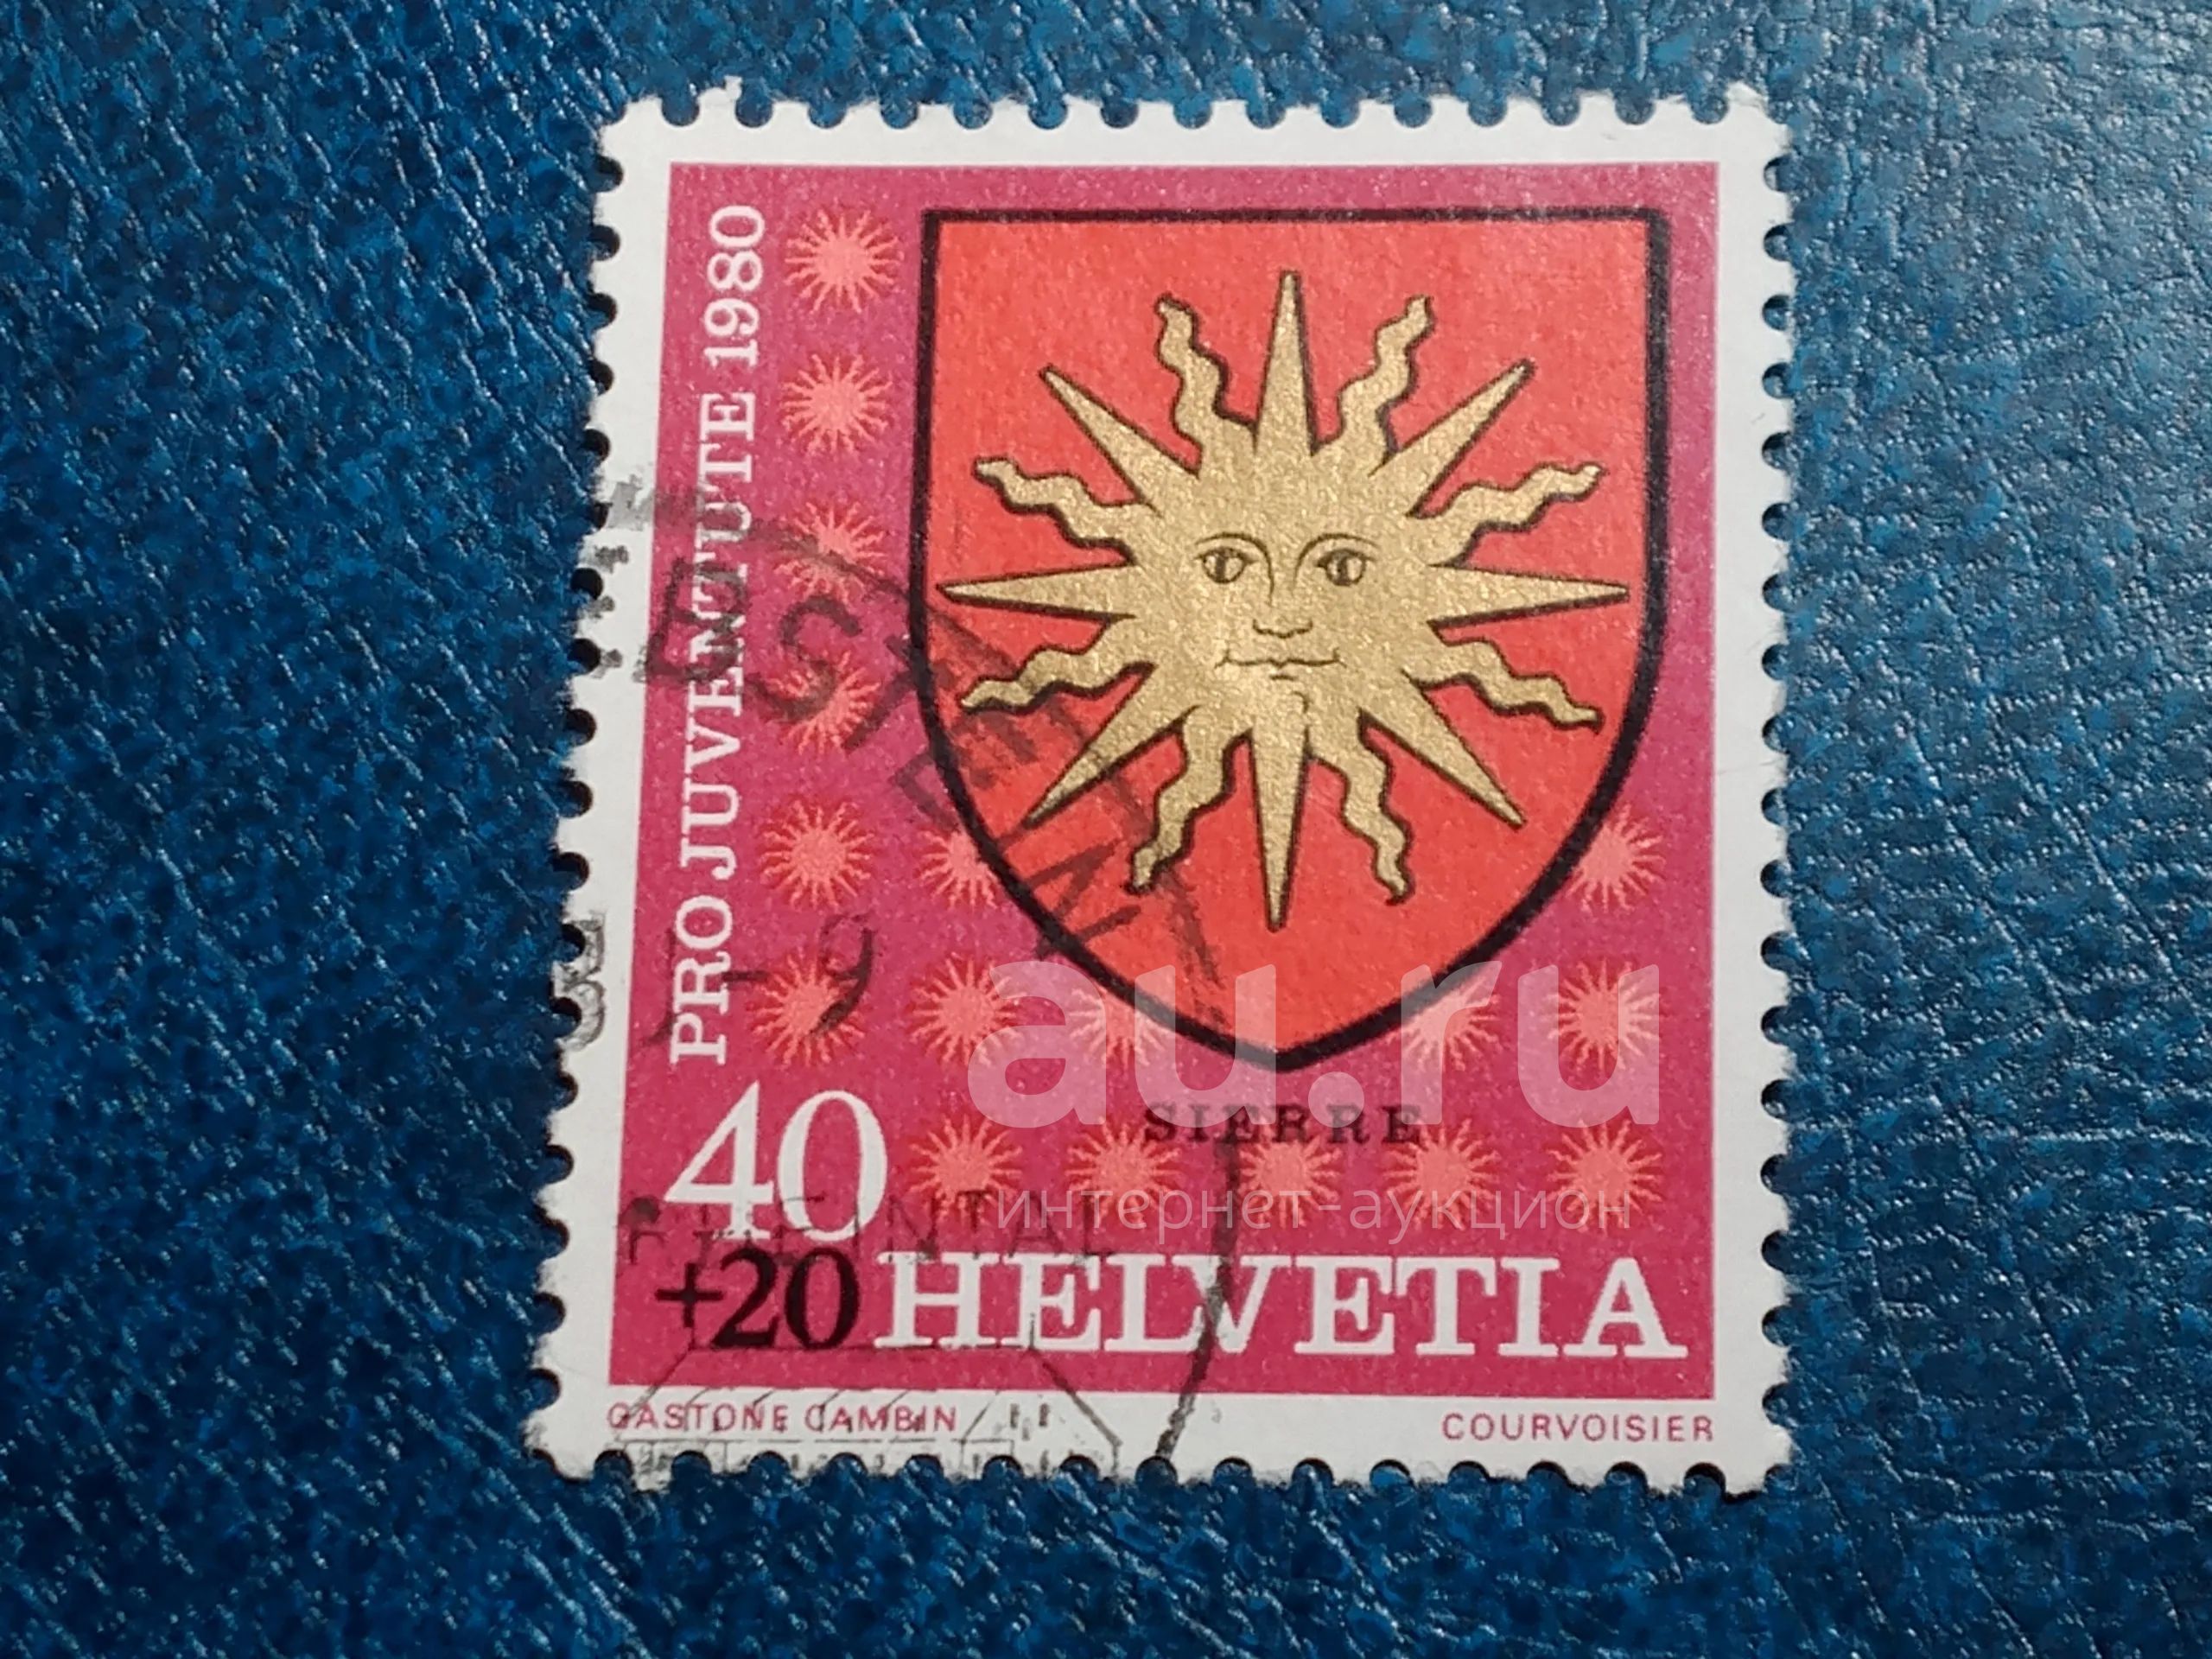 PRO JUVENTUTE 1980
SIERRE
40
+20 HELVETIA
GASTONE CAMBIN
COURVOISIER
au.ru
интернет-аукцион